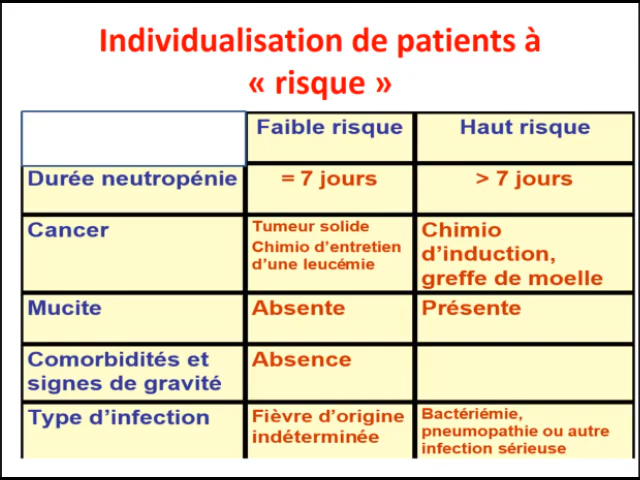 Individualisation de patients à
« risque »
Faible risque
Haut risque
Durée neutropénie
= 7 jours
> 7 jours
Cancer
Tumeur solide
Chimio d'entretien
d'une leucémie
Chimio
d'induction,
greffe de moelle
Mucite
Absente
Présente
Comorbidités et
signes de gravité
Absence
Type d'infection
Fièvre d'origine
indéterminée
Bactériémie,
pneumopathie ou autre
infection sérieuse